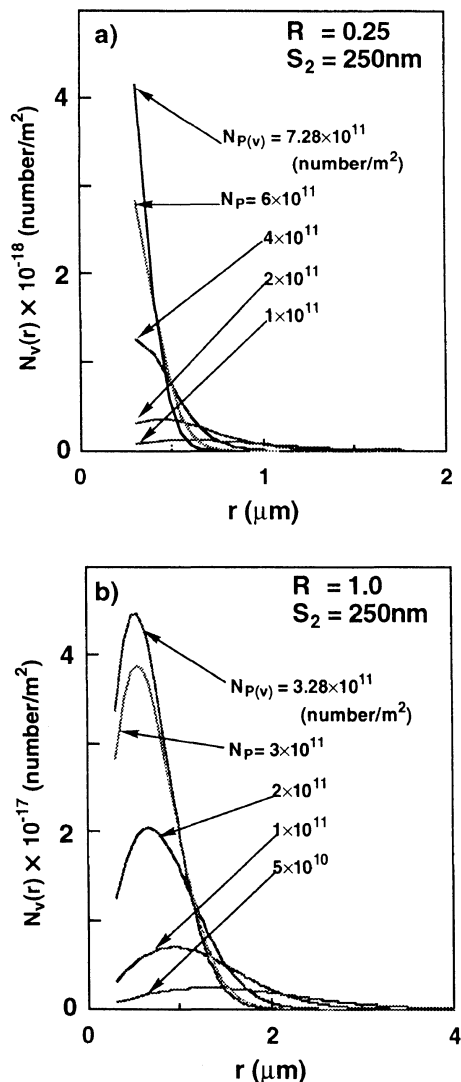 a)
R = 0.25
S₂ = 250nm
4
2
0
Nᵥ(r) × 10⁻¹⁸ (number/m²)
N_P(v) = 7.28×10¹¹
(number/m²)
N_P= 6×10¹¹
4×10¹¹
2×10¹¹
1×10¹¹
0 1 2
r (μm)
b)
R = 1.0
S₂ = 250nm
4
2
0
Nᵥ(r) × 10⁻¹⁷ (number/m²)
N_P(v) = 3.28×10¹¹
(number/m²)
N_P= 3×10¹¹
2×10¹¹
1×10¹¹
5×10¹⁰
0 2 4
r (μm)